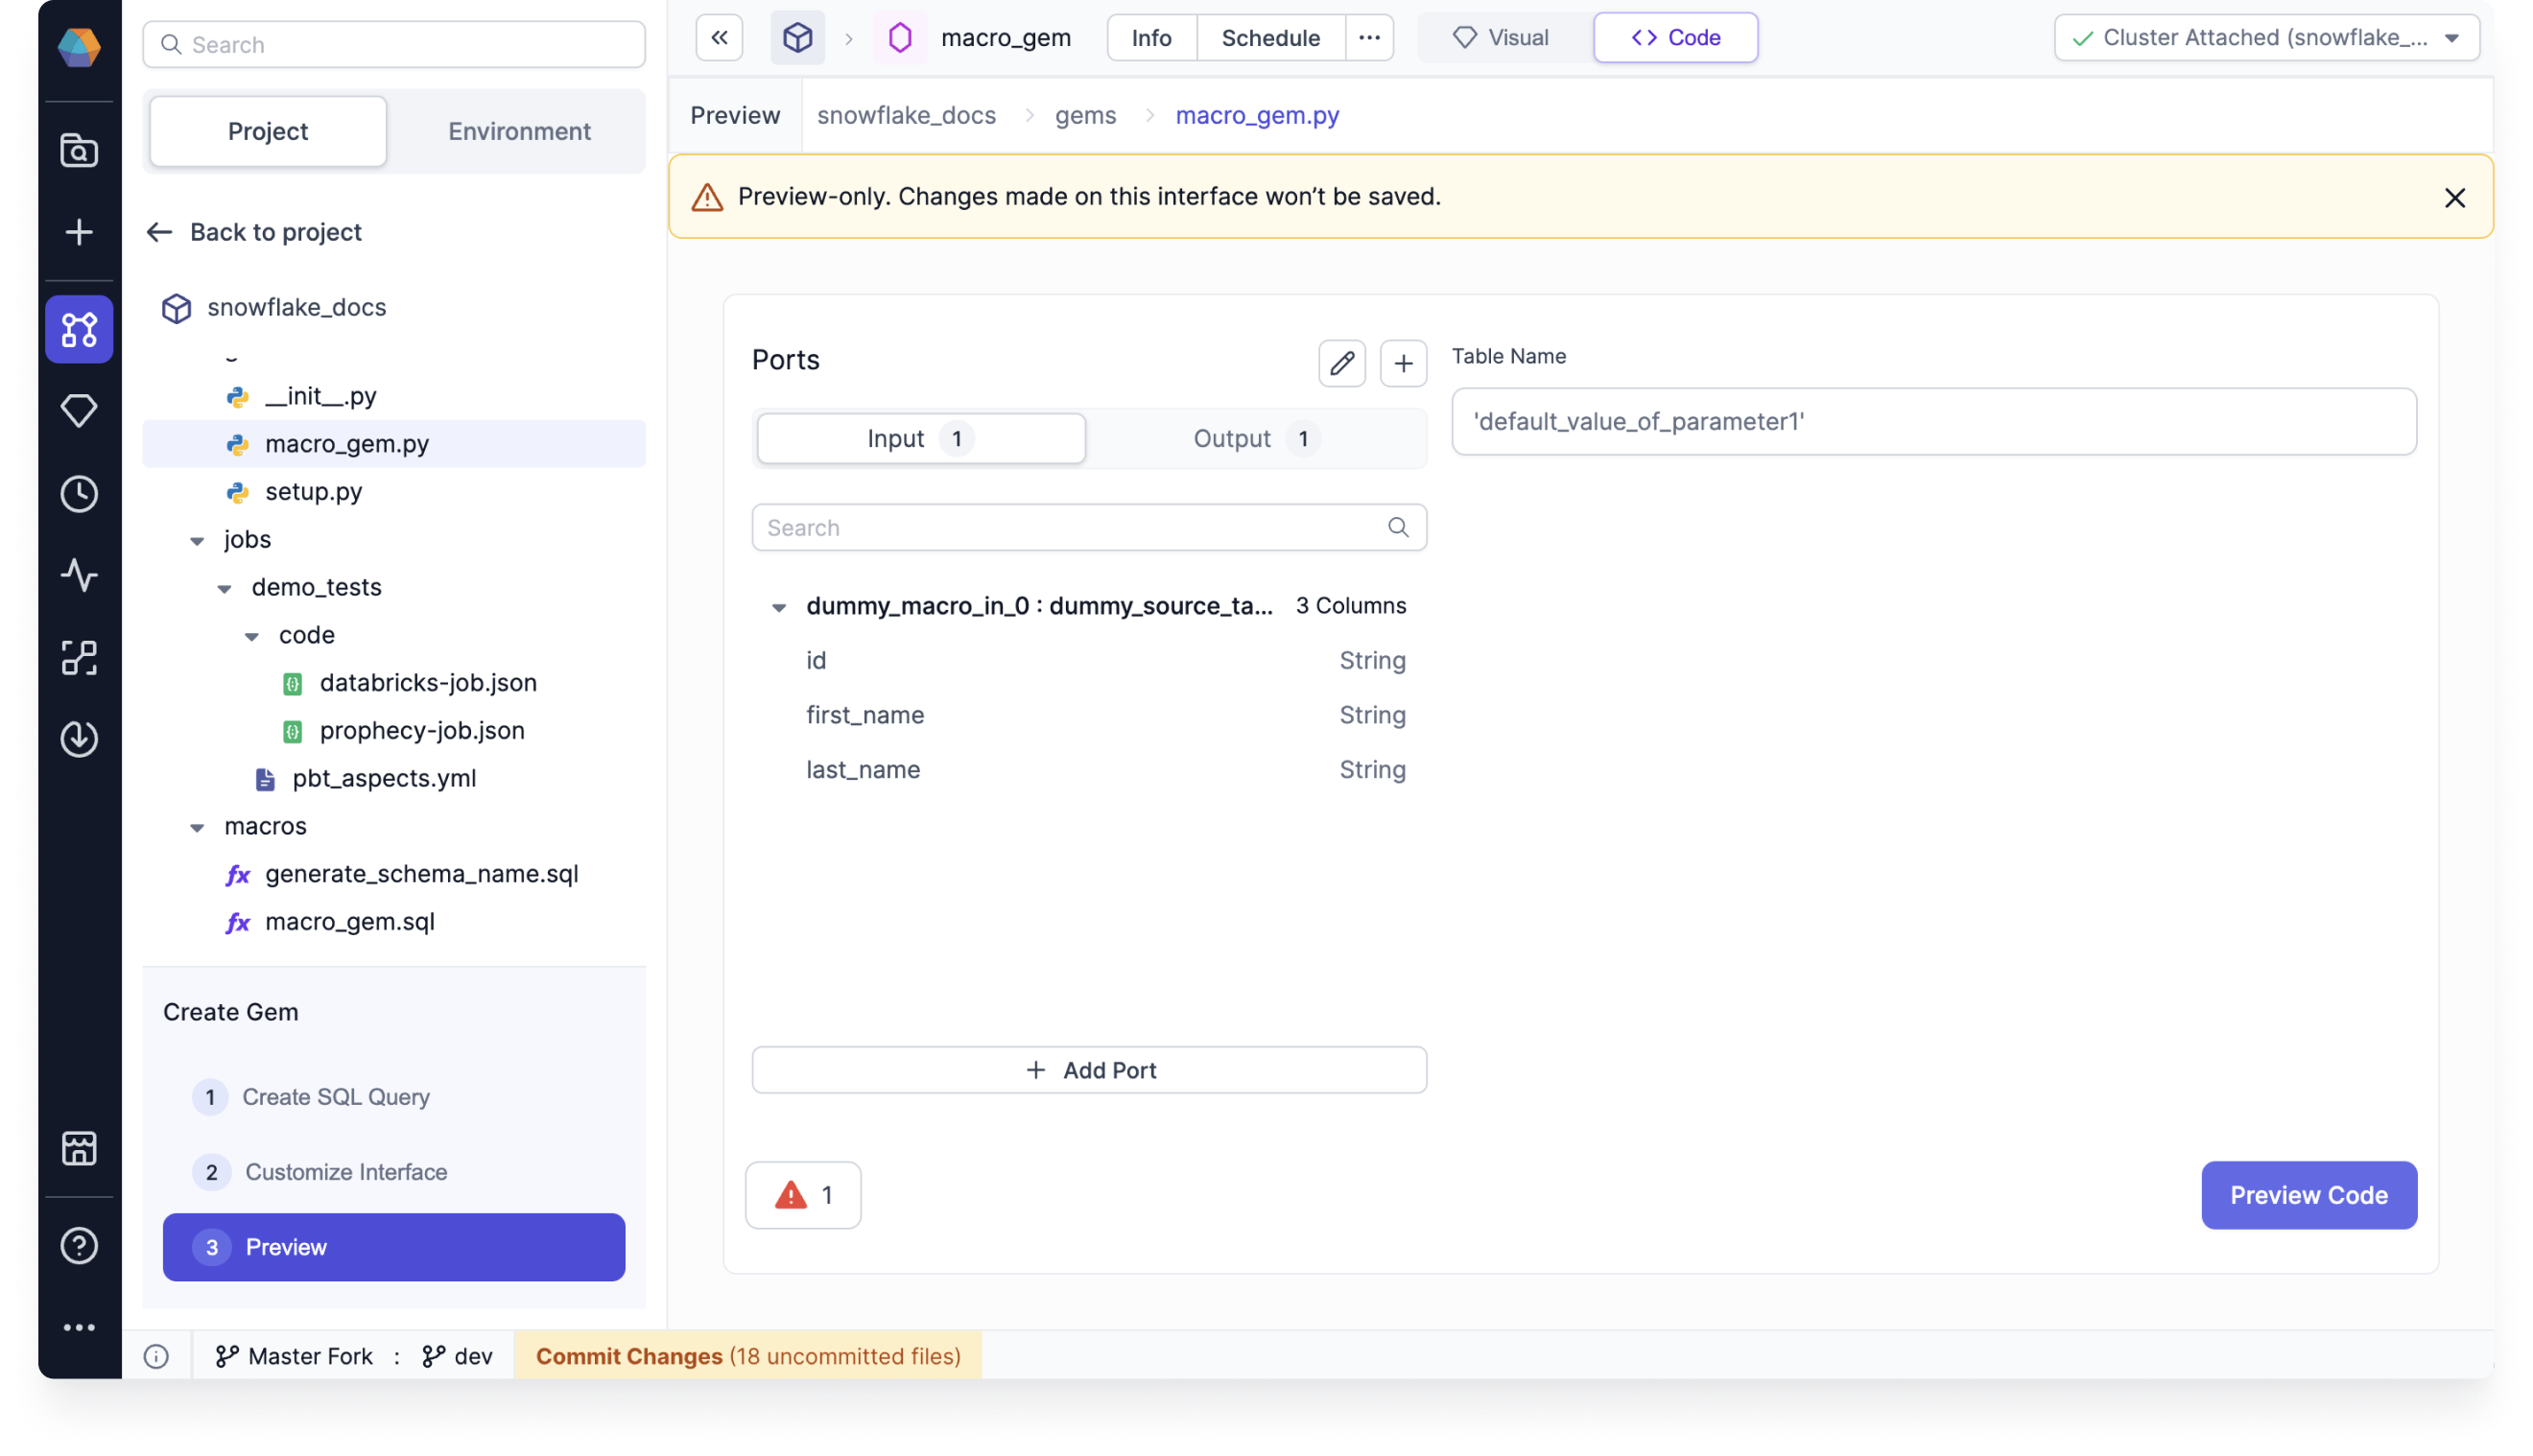 Search
Project
Environment
Back to project
snowflake_docs
__init__.py
macro_gem.py
setup.py
jobs
demo_tests
code
databricks-job.json
prophecy-job.json
pbt_aspects.yml
macros
fx generate_schema_name.sql
fx macro_gem.sql
Create Gem
1 Create SQL Query
2 Customize Interface
3 Preview
macro_gem
Info
Schedule
Visual
Code
Cluster Attached (snowflake_...
Preview
snowflake_docs > gems > macro_gem.py
Preview-only. Changes made on this interface won’t be saved.
Ports
Input 1
Output 1
Search
dummy_macro_in_0 : dummy_source_ta... 3 Columns
id String
first_name String
last_name String
Add Port
1
Table Name
'default_value_of_parameter1'
Preview Code
Master Fork : dev
Commit Changes (18 uncommitted files)